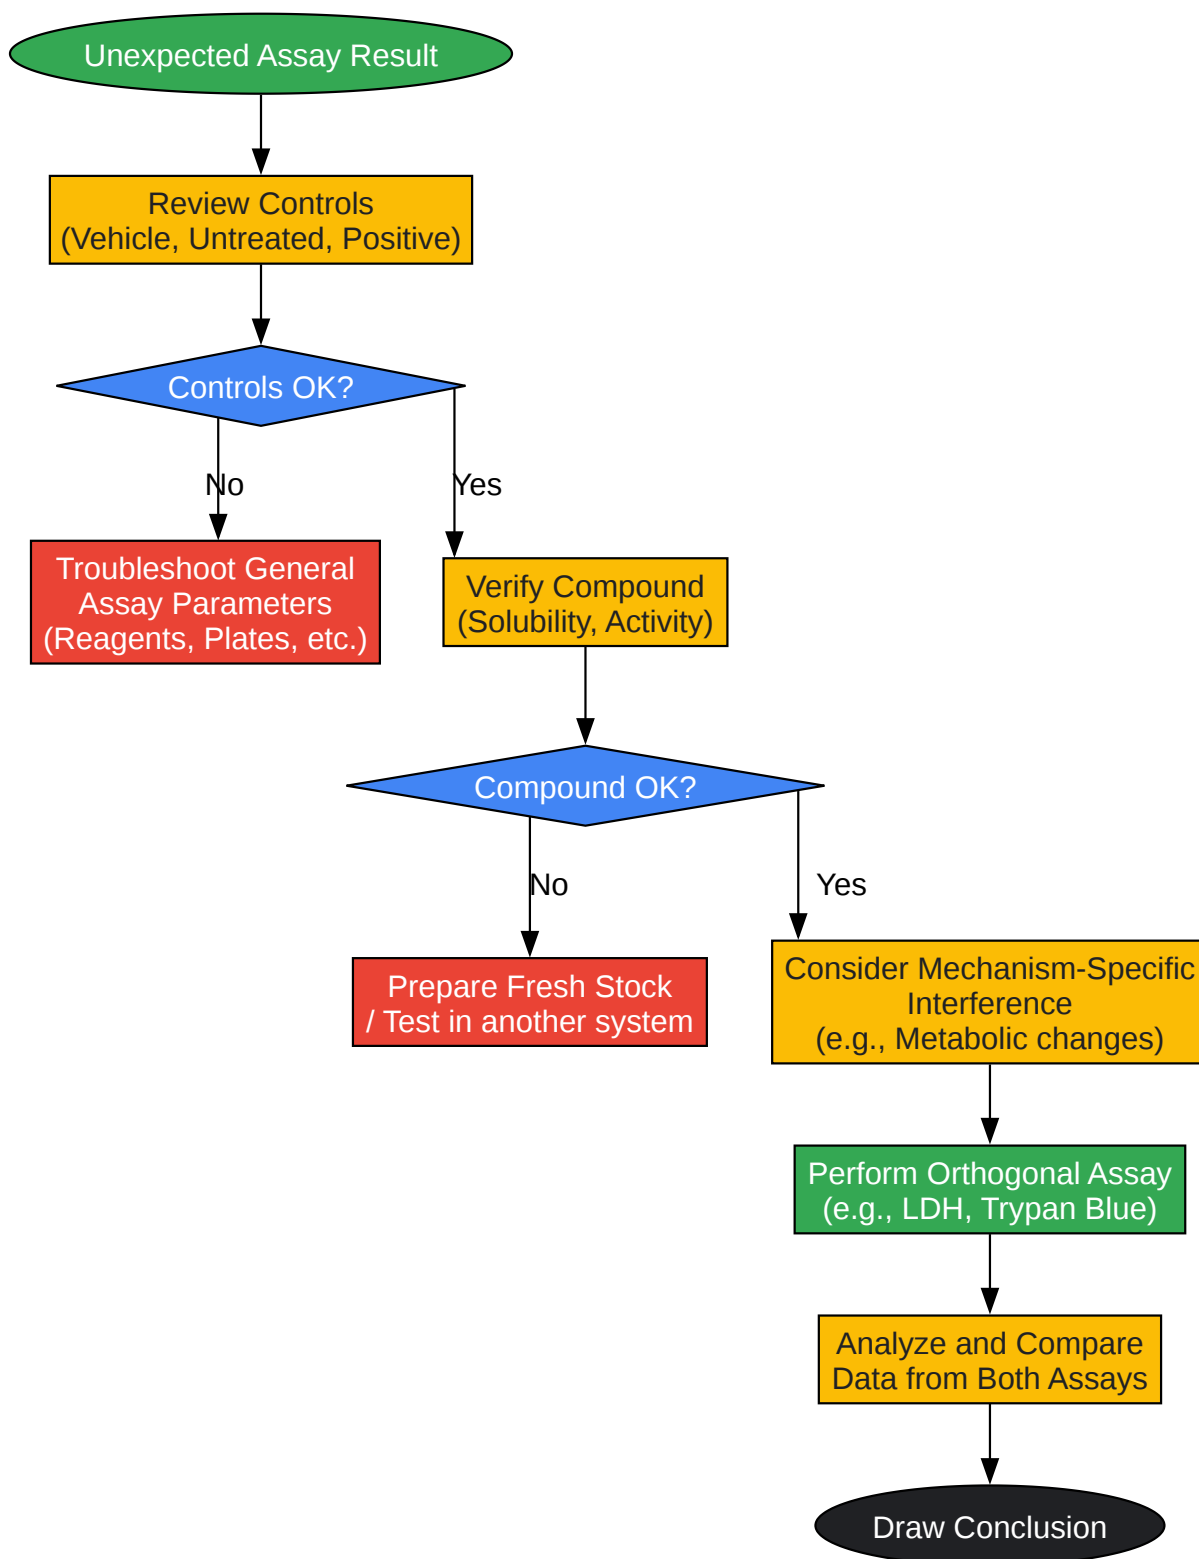 Unexpected Assay Result
Review Controls
(Vehicle, Untreated, Positive)
Controls OK?
No
Yes
Troubleshoot General
Assay Parameters
(Reagents, Plates, etc.)
Verify Compound
(Solubility, Activity)
Compound OK?
No
Yes
Prepare Fresh Stock
/ Test in another system
Consider Mechanism-Specific
Interference
(e.g., Metabolic changes)
Perform Orthogonal Assay
(e.g., LDH, Trypan Blue)
Analyze and Compare
Data from Both Assays
Draw Conclusion